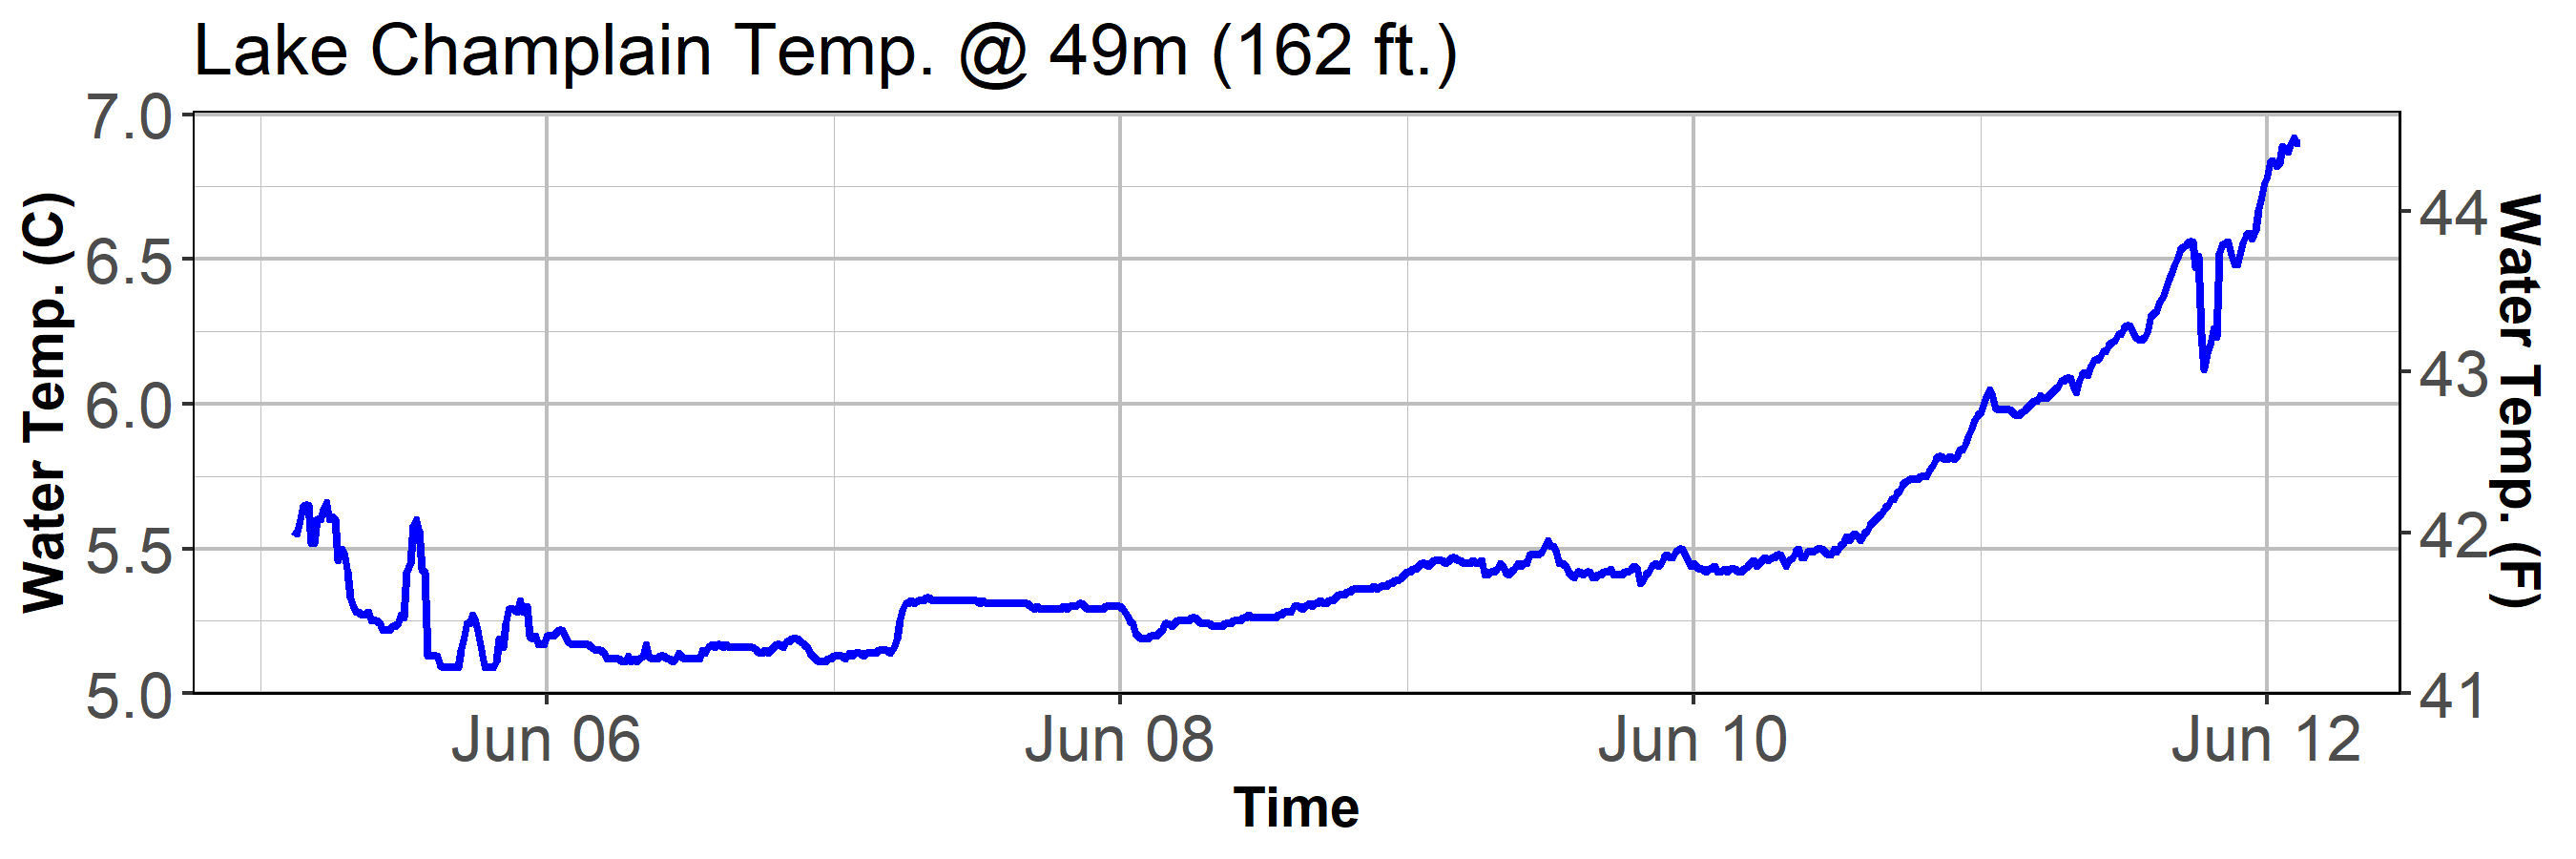 Lake Champlain Temp. @ 49m (162 ft.)
Water Temp. (C)
7.0
6.5
6.0
5.5
5.0
44
43
42
41
Water Temp. (F)
Jun 06 Jun 08 Jun 10 Jun 12
Time